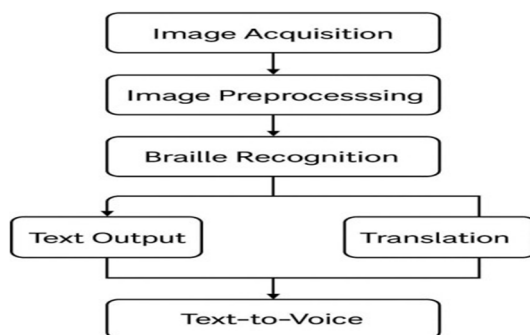 Image Acquisition
Image Preprocesssing
Braille Recognition
Text Output
Translation
Text-to-Voice